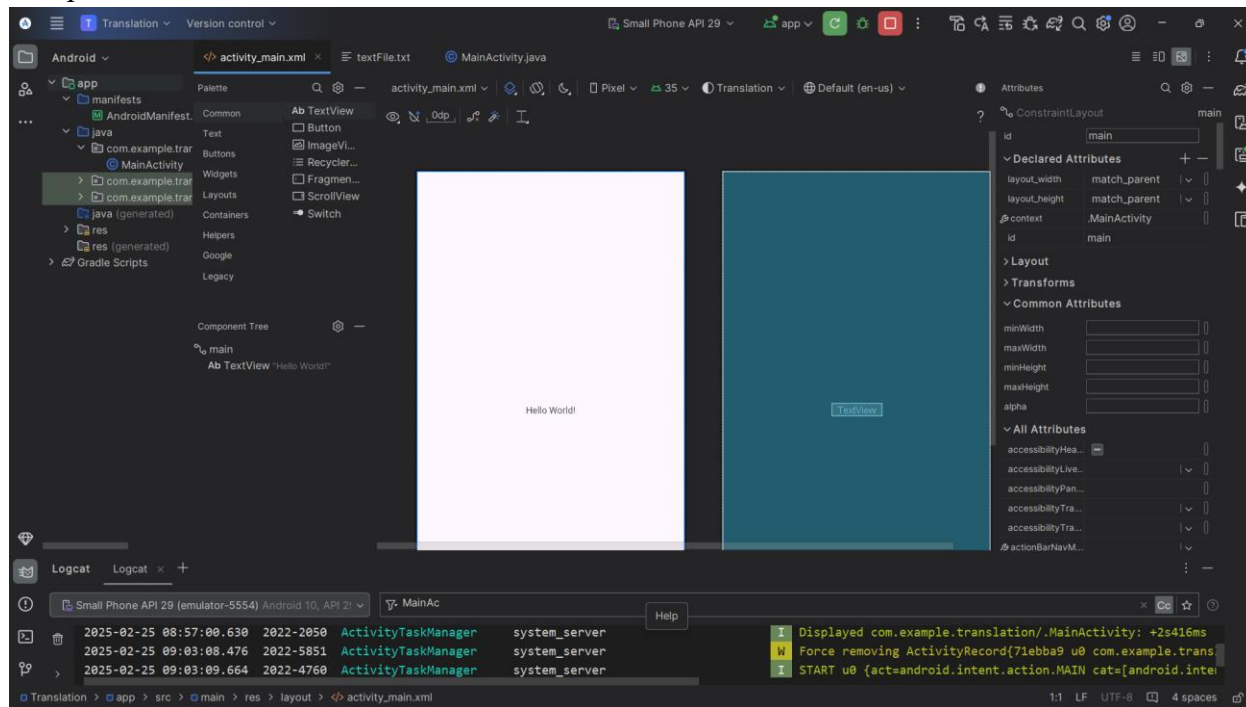 T Translation Version control
Small Phone API 29 app
Android
activity_main.xml textFile.txt MainActivity.java
app
manifests
AndroidManifest.
java
com.example.trar
MainActivity
com.example.trar
com.example.trar
java (generated)
res
res (generated)
Gradle Scripts
Palette
Common
Text
Buttons
Widgets
Layouts
Containers
Helpers
Google
Legacy
Ab TextView
Button
ImageVi...
Recycler...
Fragmen...
ScrollView
Switch
Component Tree
main
Ab TextView "Hello World!"
activity_main.xml Pixel 35 Translation Default (en-us)
0dp
?
Hello World!
TextView
Attributes
ConstraintLayout main
id main
Declared Attributes
layout_width match_parent
layout_height match_parent
context .MainActivity
id main
Layout
Transforms
Common Attributes
minWidth
maxWidth
minHeight
maxHeight
alpha
All Attributes
accessibilityHea...
accessibilityLive...
accessibilityPan...
accessibilityTra...
accessibilityTra...
actionBarNavM...
Logcat Logcat
Small Phone API 29 (emulator-5554) Android 10, API 2 MainAc Cc
Help
2025-02-25 08:57:00.630 2022-2050 ActivityTaskManager system_server I Displayed com.example.translation/.MainActivity: +2s416ms
2025-02-25 09:03:08.476 2022-5851 ActivityTaskManager system_server W Force removing ActivityRecord{71ebba9 u0 com.example.trans
2025-02-25 09:03:09.664 2022-4760 ActivityTaskManager system_server I START u0 {act=android.intent.action.MAIN cat=[android.inte
Translation > app > src > main > res > layout > activity_main.xml 1:1 LF UTF-8 4 spaces